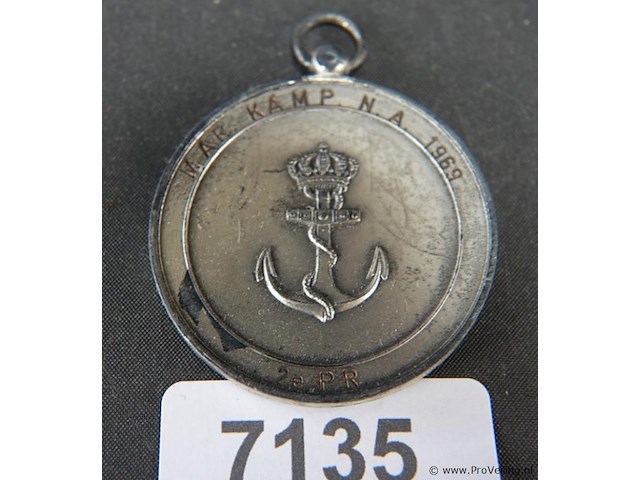 MAR. KAMP. N.A. 1969
2e PR
7135
© www.ProVeiling.nl